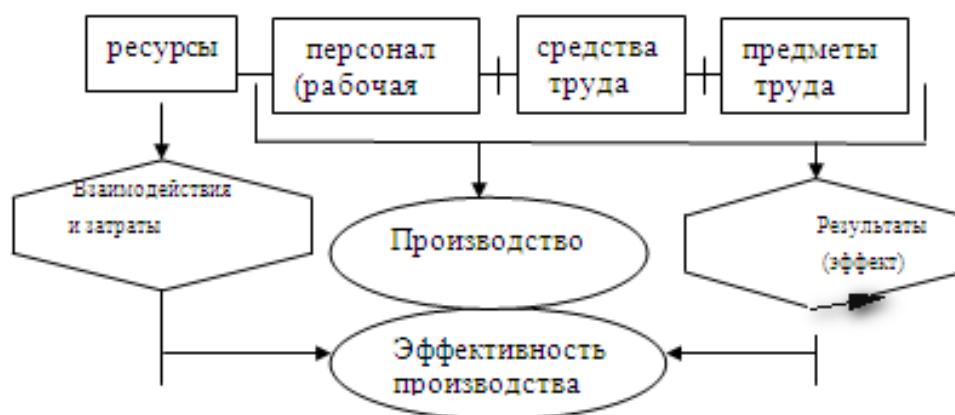 ресурсы
персонал
(рабочая
средства
труда
предметы
труда
Взаимодействия
и затраты
Производство
Результаты
(эффект)
Эффективность
производства